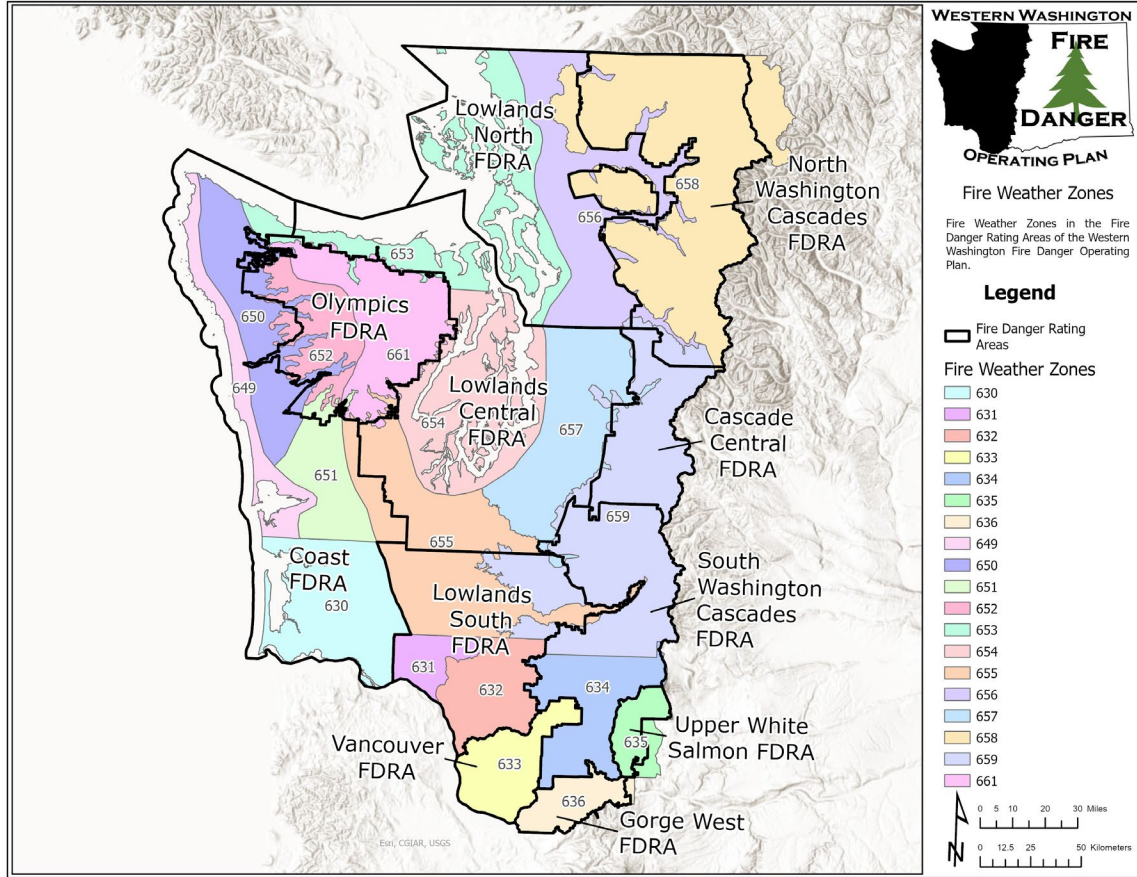 WESTERN WASHINGTON
FIRE
DANGER
OPERATING PLAN
Fire Weather Zones
Fire Weather Zones in the Fire
Danger Rating Areas of the Western
Washington Fire Danger Operating
Plan.
Legend
Fire Danger Rating
Areas
Fire Weather Zones
630
631
632
633
634
635
636
649
650
651
652
653
654
655
656
657
658
659
661
0 5 10 20 30 Miles
0 12.5 25 50 Kilometers
N
Lowlands
North
FDRA
658
North
Washington
Cascades
FDRA
656
653
Olympics
FDRA
650
652
661
649
Lowlands
Central
FDRA
654
657
Cascade
Central
FDRA
651
659
655
Coast
FDRA
630
Lowlands
South
FDRA
South
Washington
Cascades
FDRA
631
632
634
Vancouver
FDRA
633
635
Upper White
Salmon FDRA
636
Gorge West
FDRA
Esri, CGIAR, USGS